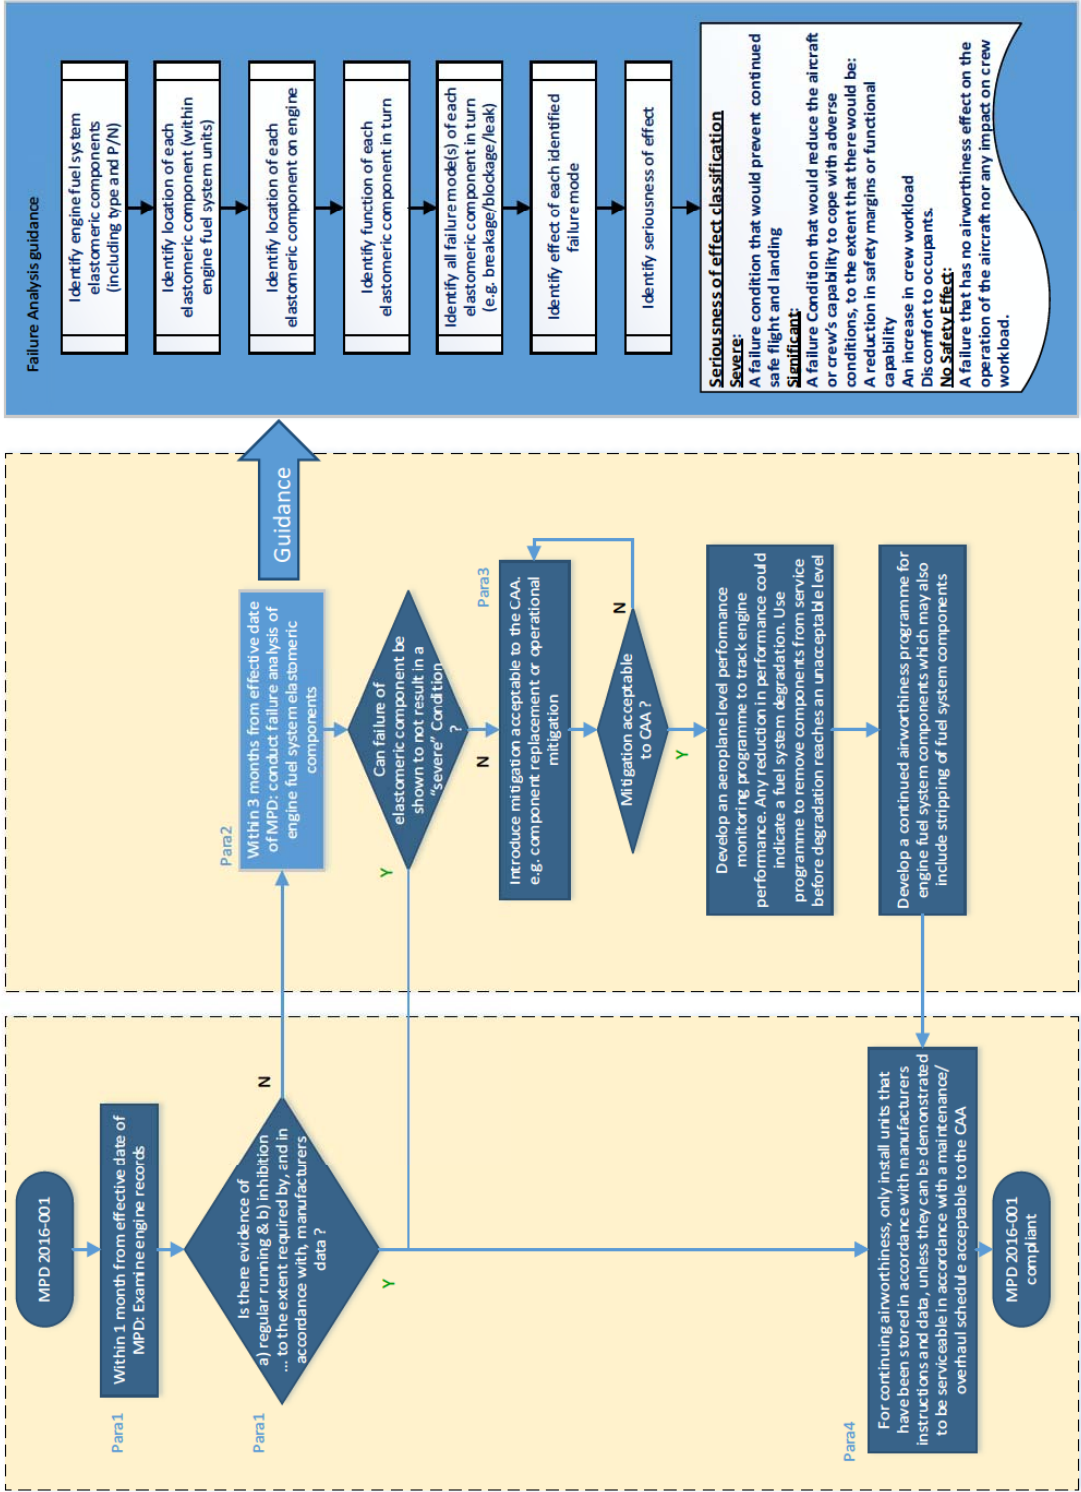 MPD 2016-001
Para1
Within 1 month from effective date of
MPD: Examine engine records
Para1
Is there evidence of
a) regular running & b) inhibition
... to the extent required by, and in
accordance with, manufacturers
data ?
N
Y
Para4
For continuing airworthiness, only install units that
have been stored in accordance with manufacturers
instructions and data, unless they can be demonstrated
to be serviceable in accordance with a maintenance/
overhaul schedule acceptable to the CAA
MPD 2016-001
compliant
Para2
Within 3 months from effective date
of MPD: conduct failure analysis of
engine fuel system elastomeric
components
Guidance
Can failure of
elastomeric component be
shown to not result in a
“severe” Condition
?
Y
N
Para3
Introduce mitigation acceptable to the CAA.
e.g. component replacement or operational
mitigation
Mitigation acceptable
to CAA ?
N
Y
Develop an aeroplane level performance
monitoring programme to track engine
performance. Any reduction in performance could
indicate a fuel system degradation. Use
programme to remove components from service
before degradation reaches an unacceptable level
Develop a continued airworthiness programme for
engine fuel system components which may also
include stripping of fuel system components
Failure Analysis guidance
Identify engine fuel system
elastomeric components
(including type and P/N)
Identify location of each
elastomeric component (within
engine fuel system units)
Identify location of each
elastomeric component on engine
Identify function of each
elastomeric component in turn
Identify all failure mode(s) of each
elastomeric component in turn
(e.g. breakage/blockage/leak)
Identify effect of each identified
failure mode
Identify seriousness of effect
Seriousness of effect classification
Severe:
A failure condition that would prevent continued
safe flight and landing
Significant:
A failure Condition that would reduce the aircraft
or crew’s capability to cope with adverse
conditions, to the extent that there would be:
A reduction in safety margins or functional
capability
An increase in crew workload
Discomfort to occupants.
No Safety Effect:
A failure that has no airworthiness effect on the
operation of the aircraft nor any impact on crew
workload.